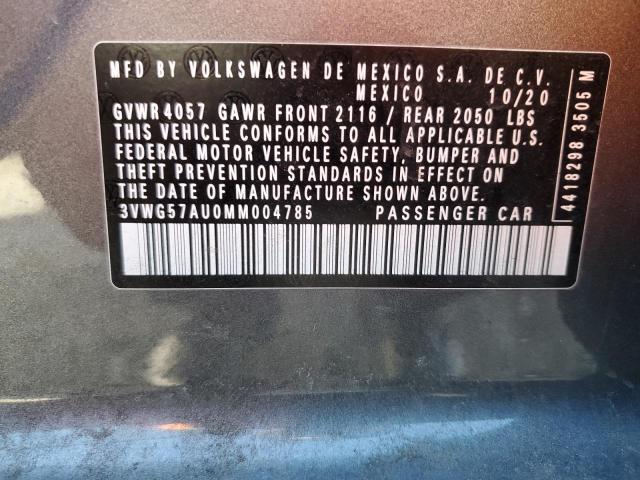 MFD BY VOLKSWAGEN DE MEXICO S.A. DE C.V.
MEXICO 10/20
GVWR 4057 GAWR FRONT 2116 / REAR 2050 LBS
THIS VEHICLE CONFORMS TO ALL APPLICABLE U.S.
FEDERAL MOTOR VEHICLE SAFETY, BUMPER AND
THEFT PREVENTION STANDARDS IN EFFECT ON
THE DATE OF MANUFACTURE SHOWN ABOVE.
3VWG57AU0MM004785 PASSENGER CAR
4418298 3505 M